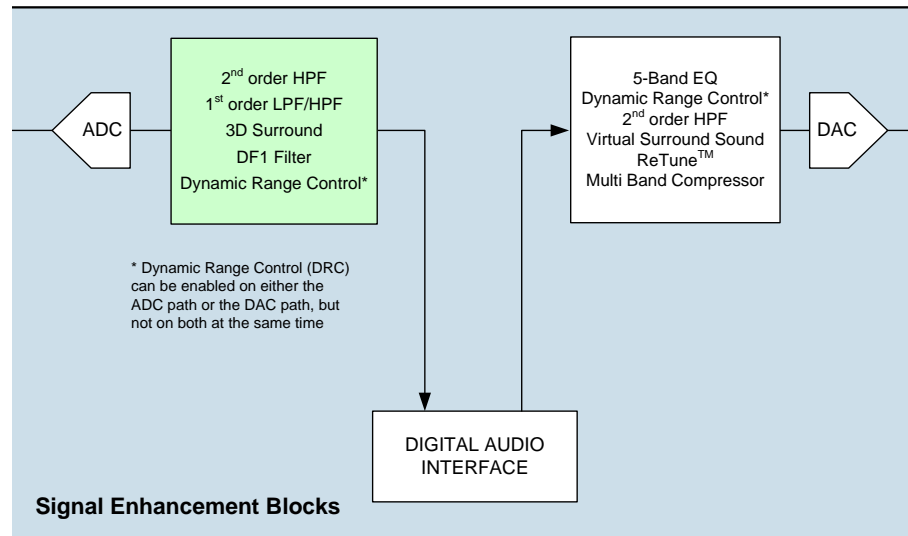 ADC
2nd order HPF
1st order LPF/HPF
3D Surround
DF1 Filter
Dynamic Range Control*
5-Band EQ
Dynamic Range Control*
2nd order HPF
Virtual Surround Sound
ReTune™
Multi Band Compressor
DAC
* Dynamic Range Control (DRC)
can be enabled on either the
ADC path or the DAC path, but
not on both at the same time
DIGITAL AUDIO
INTERFACE
Signal Enhancement Blocks